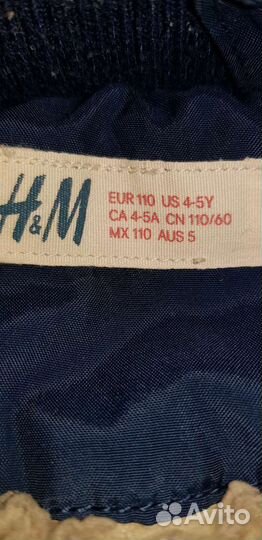 H&M
EUR 110 US 4-5Y
CA 4-5A CN 110/60
MX 110 AUS 5
Avito